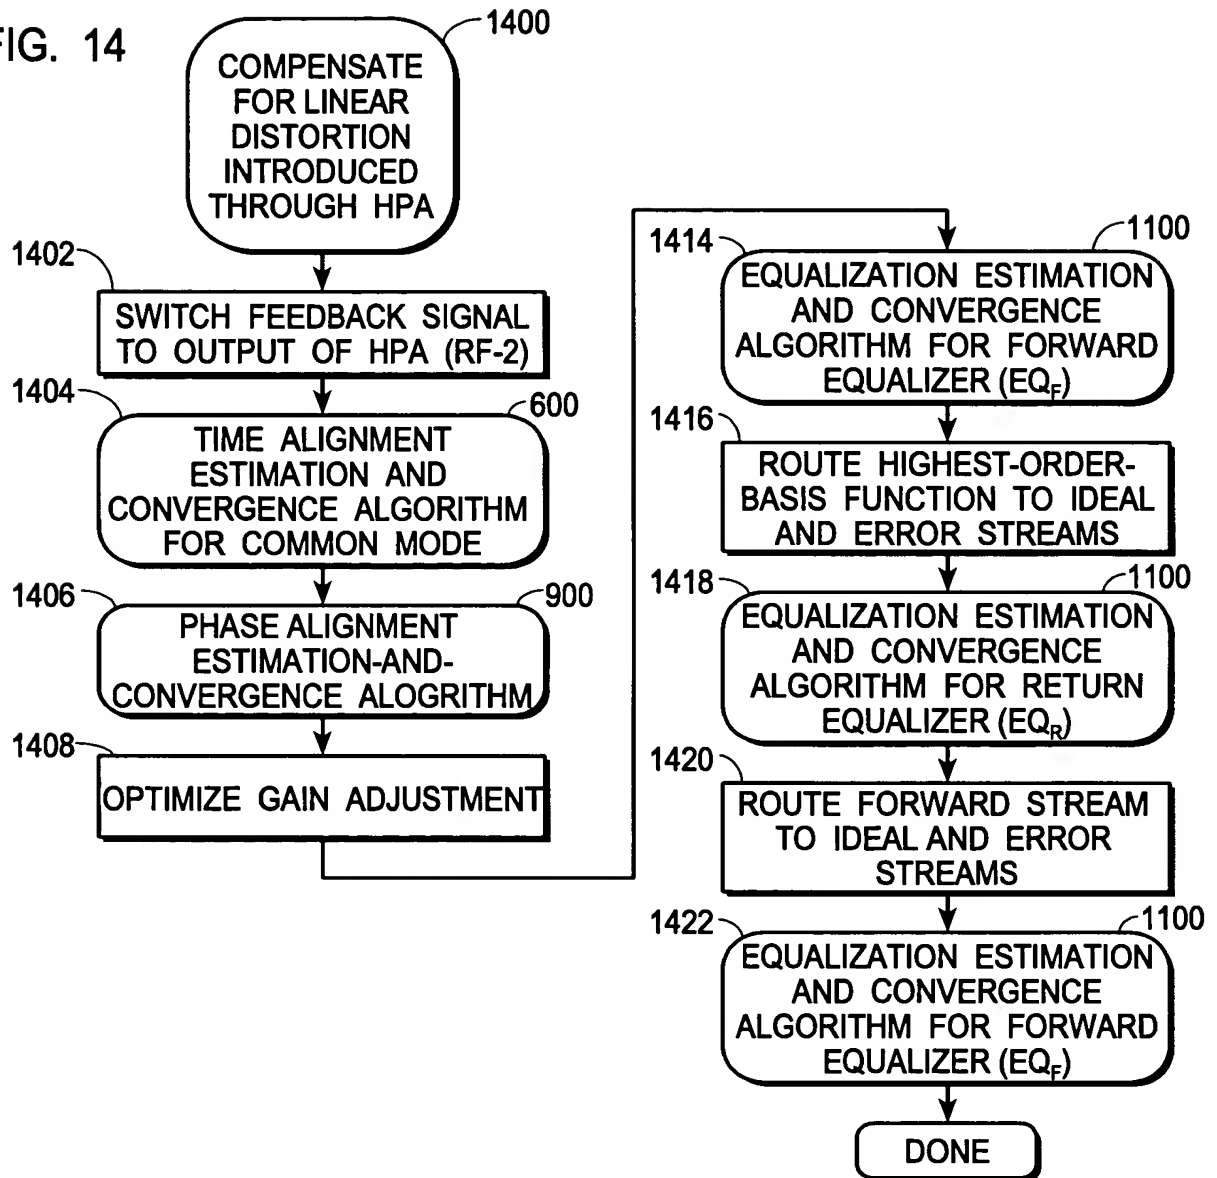 FIG. 14
1400
COMPENSATE
FOR LINEAR
DISTORTION
INTRODUCED
THROUGH HPA
1402
SWITCH FEEDBACK SIGNAL
TO OUTPUT OF HPA (RF-2)
1404
600
TIME ALIGNMENT
ESTIMATION AND
CONVERGENCE ALGORITHM
FOR COMMON MODE
1406
900
PHASE ALIGNMENT
ESTIMATION-AND-
CONVERGENCE ALOGRITHM
1408
OPTIMIZE GAIN ADJUSTMENT
1414
1100
EQUALIZATION ESTIMATION
AND CONVERGENCE
ALGORITHM FOR FORWARD
EQUALIZER (EQF)
1416
ROUTE HIGHEST-ORDER-
BASIS FUNCTION TO IDEAL
AND ERROR STREAMS
1418
1100
EQUALIZATION ESTIMATION
AND CONVERGENCE
ALGORITHM FOR RETURN
EQUALIZER (EQR)
1420
ROUTE FORWARD STREAM
TO IDEAL AND ERROR
STREAMS
1422
1100
EQUALIZATION ESTIMATION
AND CONVERGENCE
ALGORITHM FOR FORWARD
EQUALIZER (EQF)
DONE